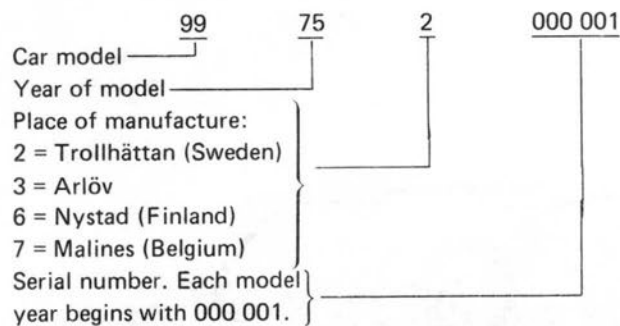 99 75 2 000 001
Car model
Year of model
Place of manufacture:
2 = Trollhättan (Sweden)
3 = Arlöv
6 = Nystad (Finland)
7 = Malines (Belgium)
Serial number. Each model
year begins with 000 001.